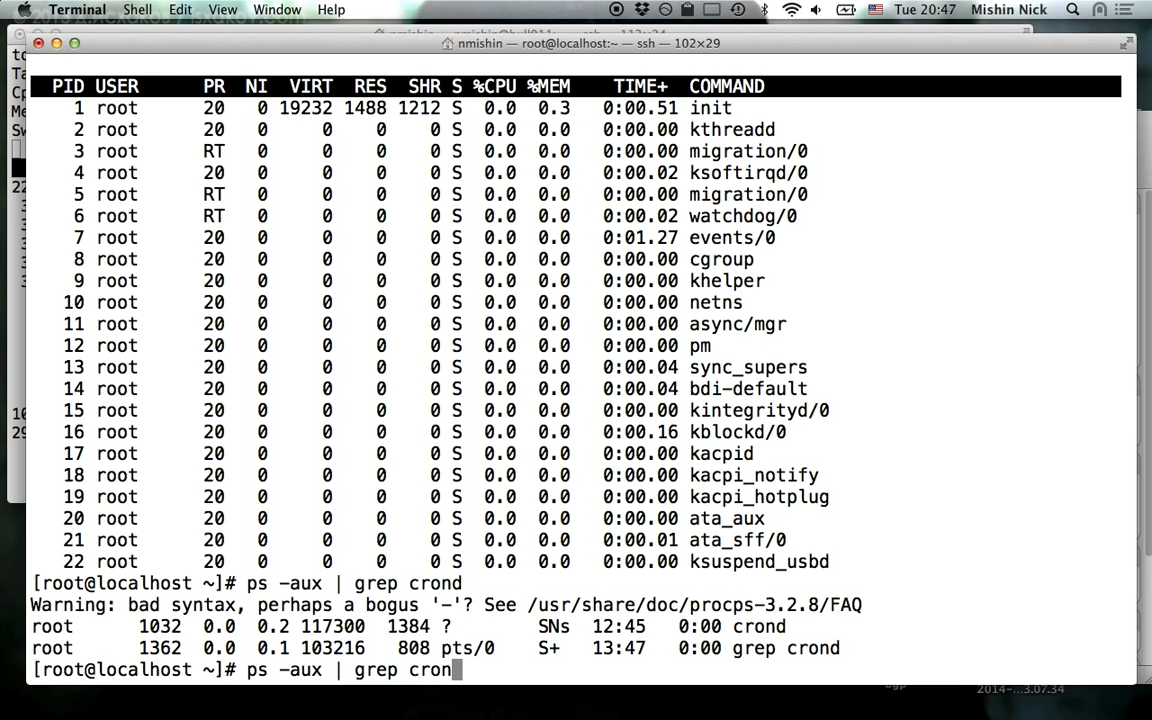 Terminal Shell Edit View Window Help Tue 20:47 Mishin Nick
nmishin — root@localhost:~ — ssh — 102×29
PID USER PR NI VIRT RES SHR S %CPU %MEM TIME+ COMMAND
1 root 20 0 19232 1488 1212 S 0.0 0.3 0:00.51 init
2 root 20 0 0 0 0 S 0.0 0.0 0:00.00 kthreadd
3 root RT 0 0 0 0 S 0.0 0.0 0:00.00 migration/0
4 root 20 0 0 0 0 S 0.0 0.0 0:00.02 ksoftirqd/0
5 root RT 0 0 0 0 S 0.0 0.0 0:00.00 migration/0
6 root RT 0 0 0 0 S 0.0 0.0 0:00.02 watchdog/0
7 root 20 0 0 0 0 S 0.0 0.0 0:01.27 events/0
8 root 20 0 0 0 0 S 0.0 0.0 0:00.00 cgroup
9 root 20 0 0 0 0 S 0.0 0.0 0:00.00 khelper
10 root 20 0 0 0 0 S 0.0 0.0 0:00.00 netns
11 root 20 0 0 0 0 S 0.0 0.0 0:00.00 async/mgr
12 root 20 0 0 0 0 S 0.0 0.0 0:00.00 pm
13 root 20 0 0 0 0 S 0.0 0.0 0:00.04 sync_supers
14 root 20 0 0 0 0 S 0.0 0.0 0:00.04 bdi-default
15 root 20 0 0 0 0 S 0.0 0.0 0:00.00 kintegrityd/0
16 root 20 0 0 0 0 S 0.0 0.0 0:00.16 kblockd/0
17 root 20 0 0 0 0 S 0.0 0.0 0:00.00 kacpid
18 root 20 0 0 0 0 S 0.0 0.0 0:00.00 kacpi_notify
19 root 20 0 0 0 0 S 0.0 0.0 0:00.00 kacpi_hotplug
20 root 20 0 0 0 0 S 0.0 0.0 0:00.00 ata_aux
21 root 20 0 0 0 0 S 0.0 0.0 0:00.01 ata_sff/0
22 root 20 0 0 0 0 S 0.0 0.0 0:00.00 ksuspend_usbd
[root@localhost ~]# ps -aux | grep crond
Warning: bad syntax, perhaps a bogus '-'? See /usr/share/doc/procps-3.2.8/FAQ
root 1032 0.0 0.2 117300 1384 ? SNs 12:45 0:00 crond
root 1362 0.0 0.1 103216 808 pts/0 S+ 13:47 0:00 grep crond
[root@localhost ~]# ps -aux | grep cron
2014-...3.07.34